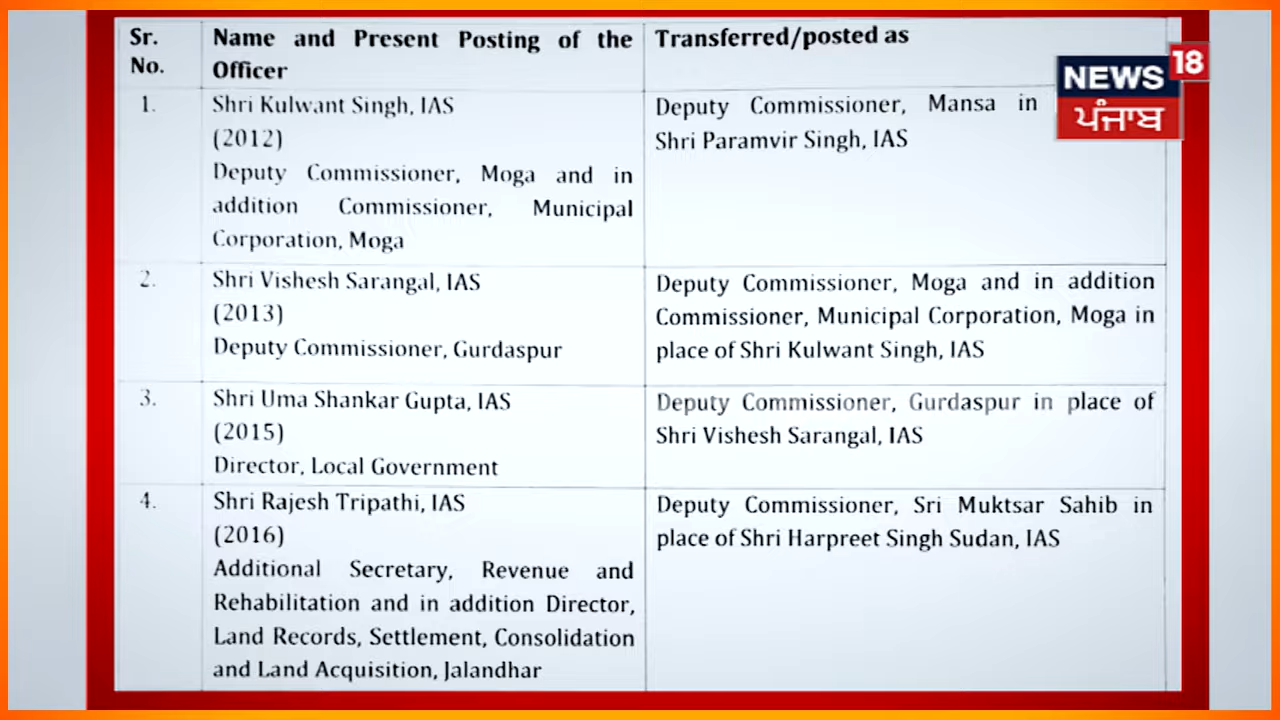 Sr. No.
Name and Present Posting of the Officer
Transferred/posted as
1.
Shri Kulwant Singh, IAS
(2012)
Deputy Commissioner, Moga and in
addition Commissioner, Municipal
Corporation, Moga
Deputy Commissioner, Mansa in
Shri Paramvir Singh, IAS
2.
Shri Vishesh Sarangal, IAS
(2013)
Deputy Commissioner, Gurdaspur
Deputy Commissioner, Moga and in addition
Commissioner, Municipal Corporation, Moga in
place of Shri Kulwant Singh, IAS
3.
Shri Uma Shankar Gupta, IAS
(2015)
Director, Local Government
Deputy Commissioner, Gurdaspur in place of
Shri Vishesh Sarangal, IAS
4.
Shri Rajesh Tripathi, IAS
(2016)
Additional Secretary, Revenue and
Rehabilitation and in addition Director,
Land Records, Settlement, Consolidation
and Land Acquisition, Jalandhar
Deputy Commissioner, Sri Muktsar Sahib in
place of Shri Harpreet Singh Sudan, IAS
NEWS 18
ਪੰਜਾਬ